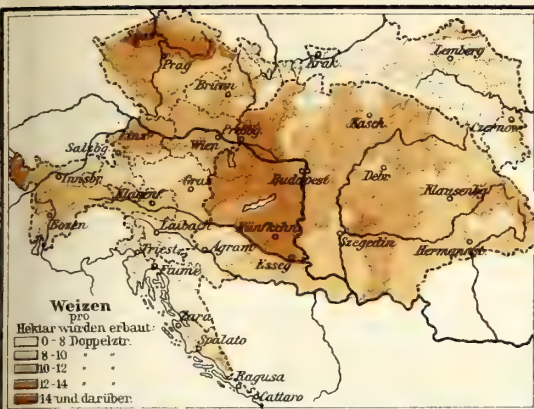 Lemberg
Krak.
Prag
Brünn
Czernow.
Kasch.
Linz
Wien
Pressbg.
Salzbg.
Innsbr.
Budapest
Debr.
Klausenbg.
Graz
Klagenf.
Bozen
Laibach
Fünfkchn.
Szegedin
Hermannst.
Triest
Agram
Fiume
Esseg
Zara
Spalato
Ragusa
Cattaro
Weizen
pro
Hektar wurden erbaut:
0-8 Doppelztr.
8-10 " "
10-12 " "
12-14 " "
14 und darüber.